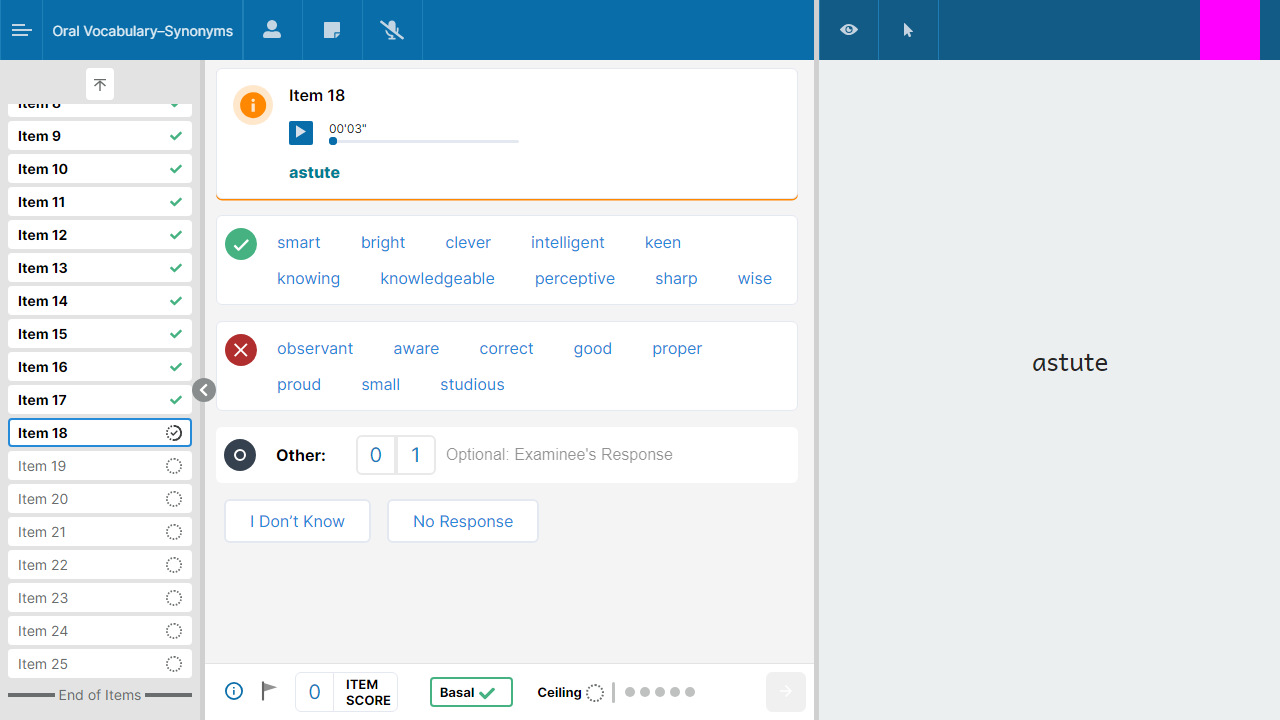 Oral Vocabulary–Synonyms
Item 8
Item 9
Item 10
Item 11
Item 12
Item 13
Item 14
Item 15
Item 16
Item 17
Item 18
Item 19
Item 20
Item 21
Item 22
Item 23
Item 24
Item 25
End of Items
Item 18
00'03"
astute
smart bright clever intelligent keen
knowing knowledgeable perceptive sharp wise
observant aware correct good proper
proud small studious
Other: 0 1 Optional: Examinee's Response
I Don’t Know No Response
0 ITEM SCORE Basal Ceiling
astute